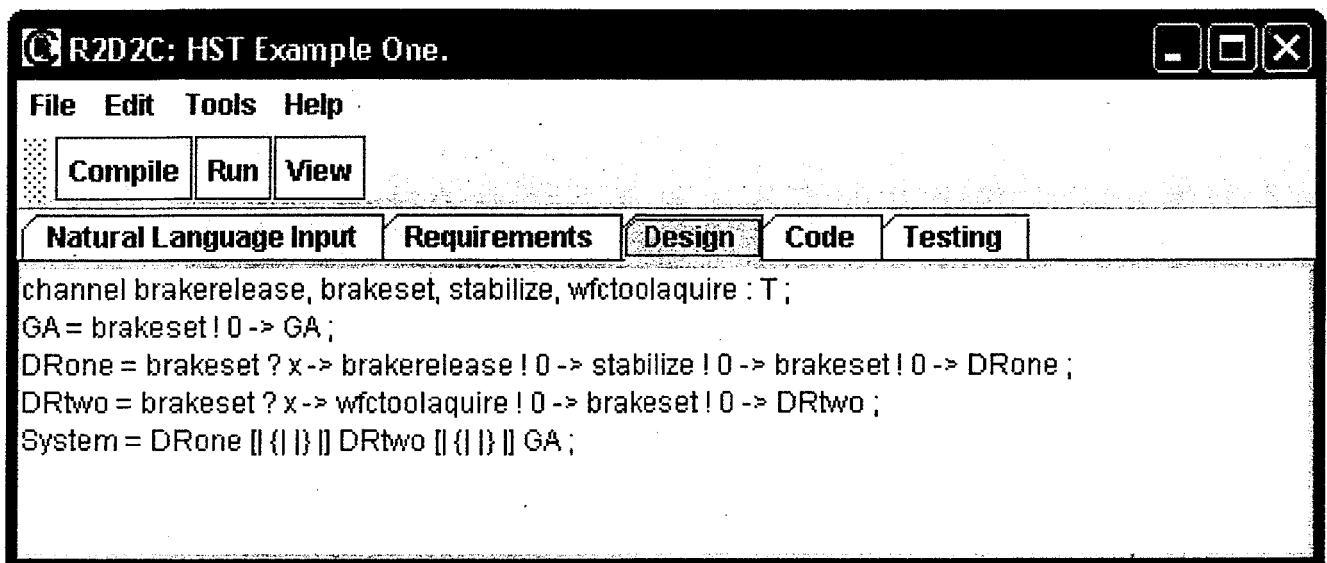 R2D2C: HST Example One.
File Edit Tools Help
Compile Run View
Natural Language Input Requirements Design Code Testing
channel brakerelease, brakeset, stabilize, wfctoolaquire : T ;
GA = brakeset ! 0 -> GA ;
DRone = brakeset ? x -> brakerelease ! 0 -> stabilize ! 0 -> brakeset ! 0 -> DRone ;
DRtwo = brakeset ? x -> wfctoolaquire ! 0 -> brakeset ! 0 -> DRtwo ;
System = DRone [| {| |} |] DRtwo [| {| |} |] GA ;